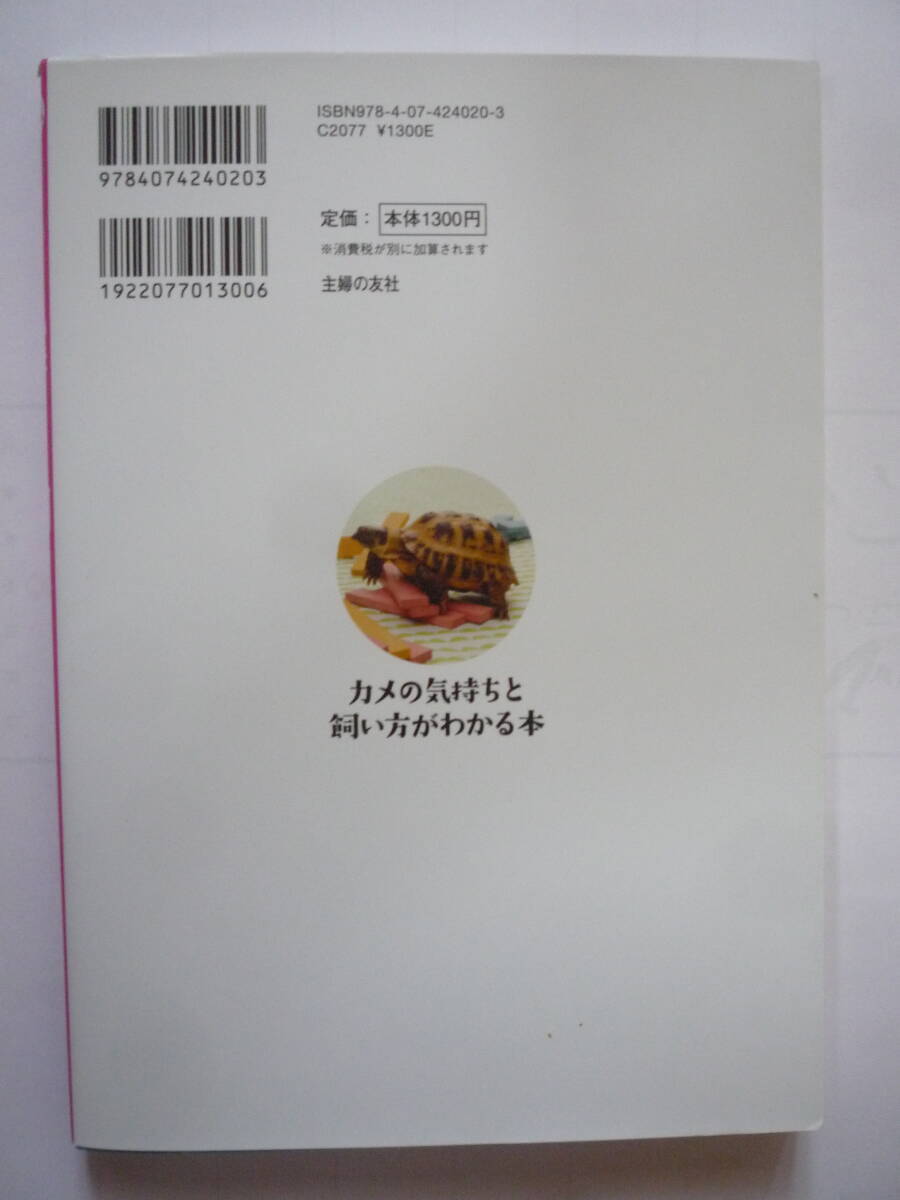 ISBN978-4-07-424020-3
C2077 ¥1300E
9784074240203
定価： 本体1300円
※消費税が別に加算されます
1922077013006
主婦の友社
カメの気持ちと
飼い方がわかる本